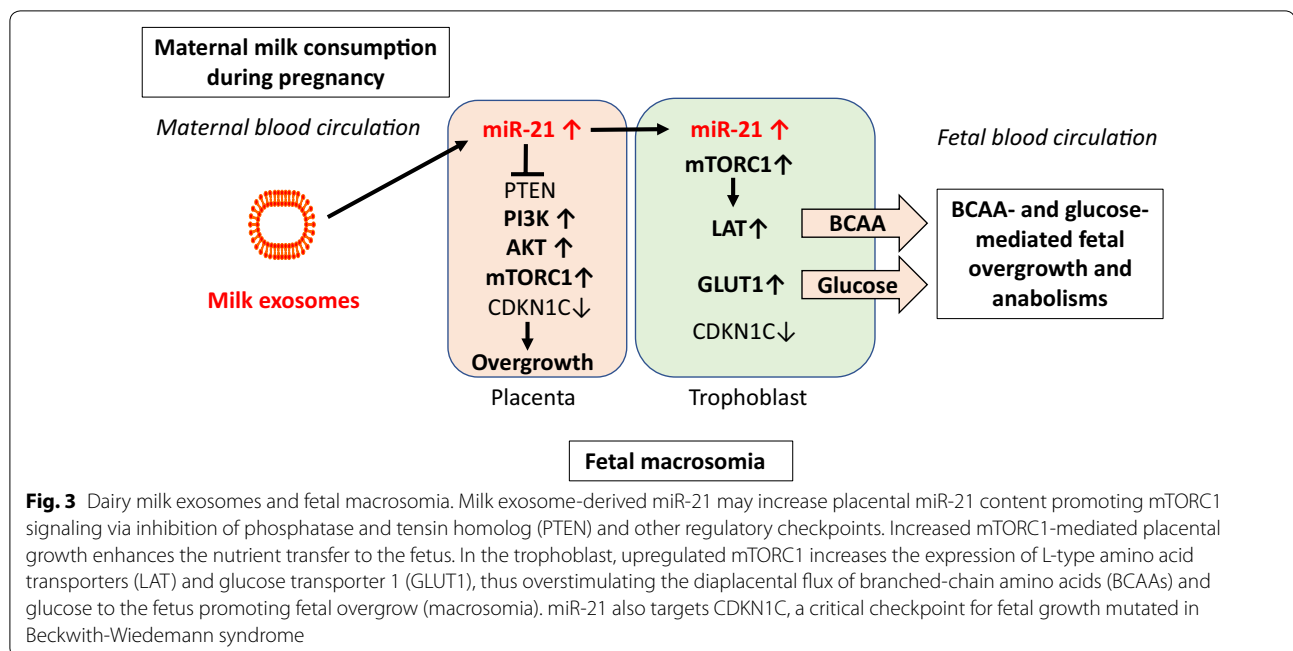 Maternal milk consumption
during pregnancy
Maternal blood circulation
Milk exosomes
miR-21 ↑
PTEN
PI3K ↑
AKT ↑
mTORC1↑
CDKN1C↓
Overgrowth
Placenta
miR-21 ↑
mTORC1↑
LAT↑
GLUT1↑
CDKN1C↓
Trophoblast
BCAA
Glucose
Fetal blood circulation
BCAA- and glucose-
mediated fetal
overgrowth and
anabolisms
Fetal macrosomia
Fig. 3 Dairy milk exosomes and fetal macrosomia. Milk exosome-derived miR-21 may increase placental miR-21 content promoting mTORC1
signaling via inhibition of phosphatase and tensin homolog (PTEN) and other regulatory checkpoints. Increased mTORC1-mediated placental
growth enhances the nutrient transfer to the fetus. In the trophoblast, upregulated mTORC1 increases the expression of L-type amino acid
transporters (LAT) and glucose transporter 1 (GLUT1), thus overstimulating the diaplacental flux of branched-chain amino acids (BCAAs) and
glucose to the fetus promoting fetal overgrow (macrosomia). miR-21 also targets CDKN1C, a critical checkpoint for fetal growth mutated in
Beckwith-Wiedemann syndrome